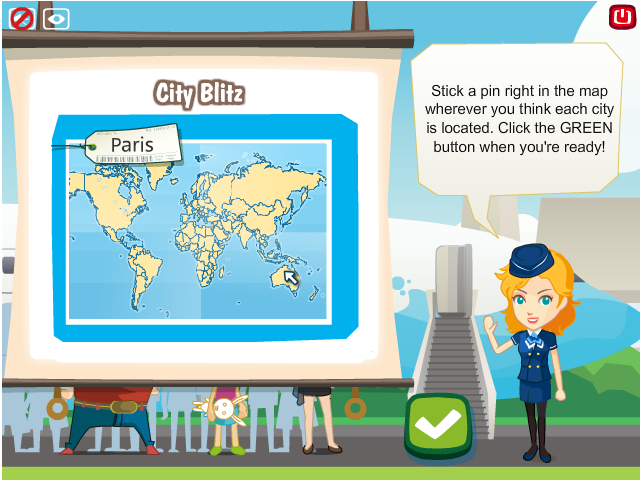 City Blitz
Paris
Stick a pin right in the map
wherever you think each city
is located. Click the GREEN
button when you're ready!